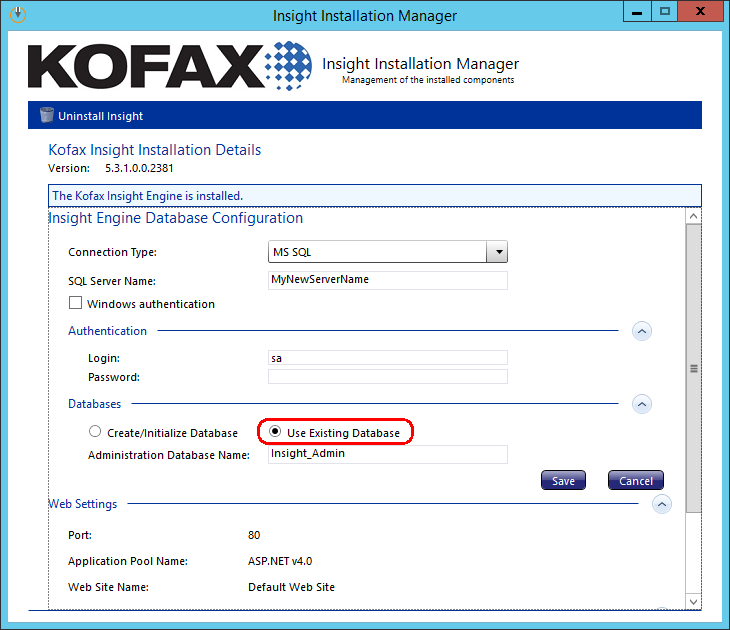 Insight Installation Manager
KOFAX
Insight Installation Manager
Management of the installed components
Uninstall Insight
Kofax Insight Installation Details
Version: 5.3.1.0.0.2381
The Kofax Insight Engine is installed.
Insight Engine Database Configuration
Connection Type: MS SQL
SQL Server Name: MyNewServerName
Windows authentication
Authentication
Login: sa
Password:
Databases
Create/Initialize Database Use Existing Database
Administration Database Name: Insight_Admin
Save Cancel
Web Settings
Port: 80
Application Pool Name: ASP.NET v4.0
Web Site Name: Default Web Site